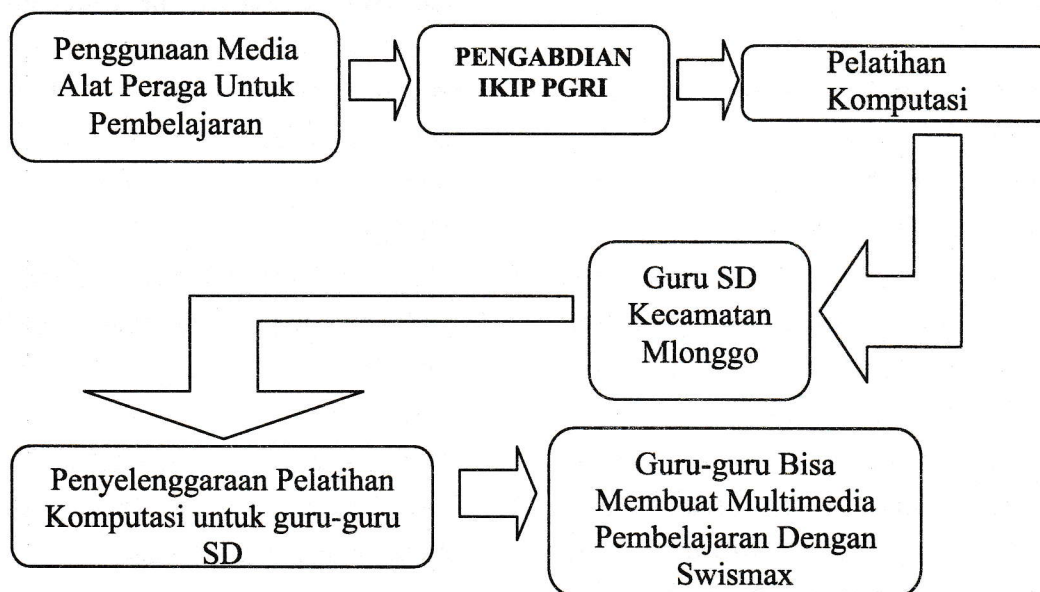 Penggunaan Media
Alat Peraga Untuk
Pembelajaran
PENGABDIAN
IKIP PGRI
Pelatihan
Komputasi
Guru SD
Kecamatan
Mlonggo
Penyelenggaraan Pelatihan
Komputasi untuk guru-guru
SD
Guru-guru Bisa
Membuat Multimedia
Pembelajaran Dengan
Swismax